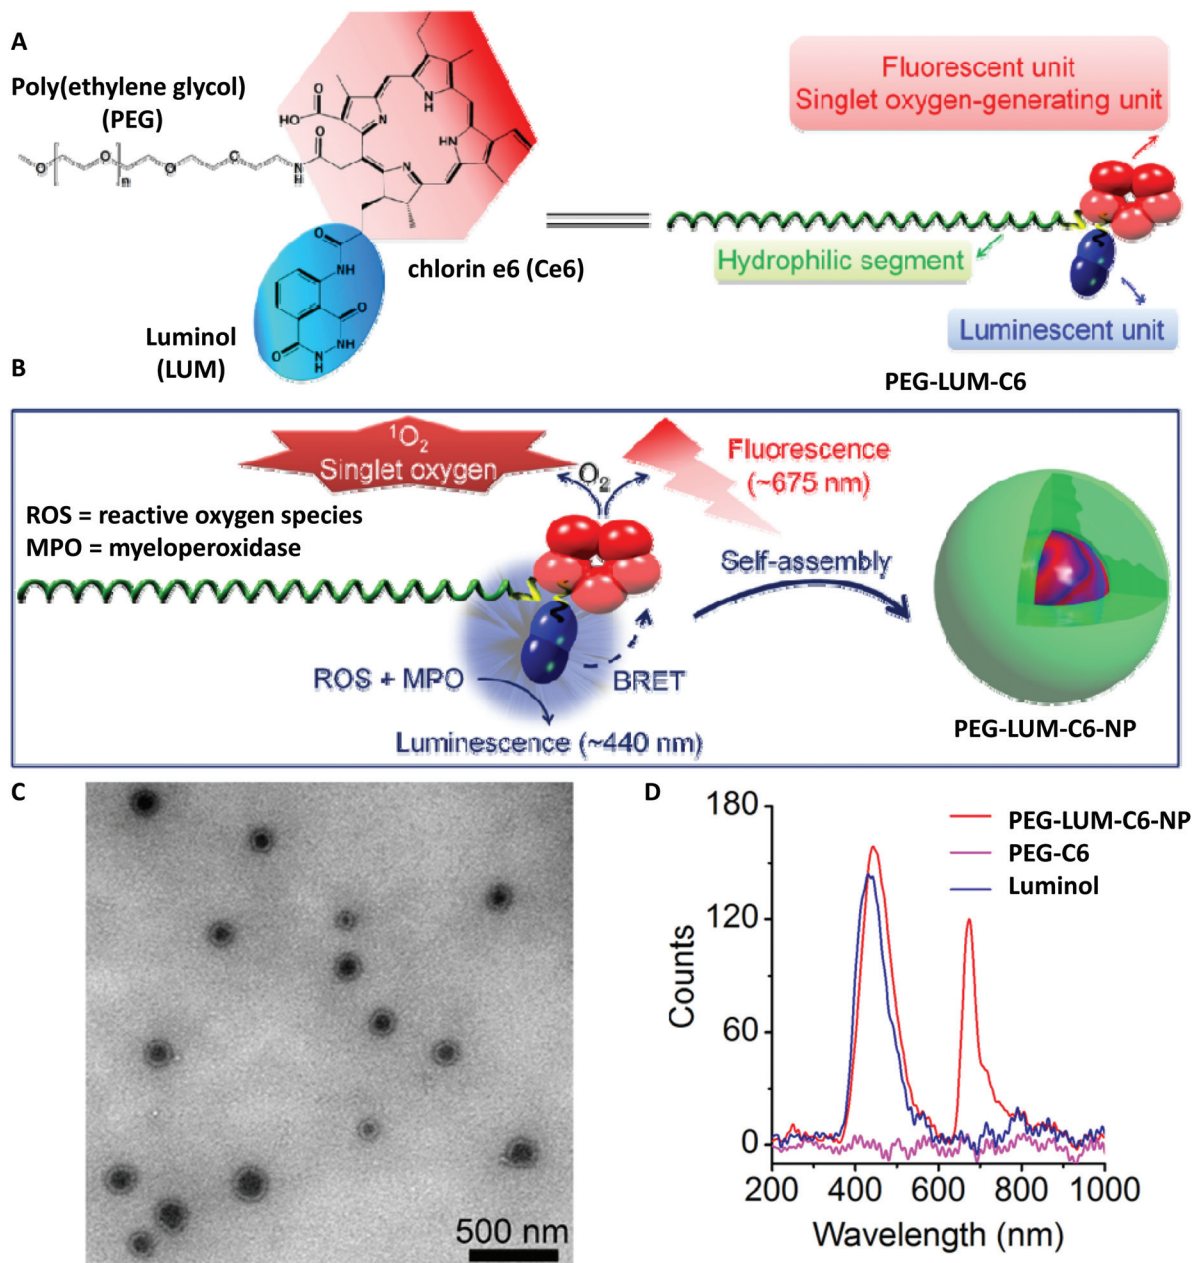 A
Poly(ethylene glycol)
(PEG)
O
O
n
O
O
N
H
O
HO
O
N
NH
HN
N
chlorin e6 (Ce6)
O
NH
O
O
NH
N
H
Luminol
(LUM)
Fluorescent unit
Singlet oxygen-generating unit
Hydrophilic segment
Luminescent unit
PEG-LUM-C6
B
¹O₂
Singlet oxygen
O₂
Fluorescence
(~675 nm)
ROS = reactive oxygen species
MPO = myeloperoxidase
Self-assembly
ROS + MPO
BRET
Luminescence (~440 nm)
PEG-LUM-C6-NP
C
500 nm
D
180
120
60
0
Counts
200 400 600 800 1000
Wavelength (nm)
PEG-LUM-C6-NP
PEG-C6
Luminol